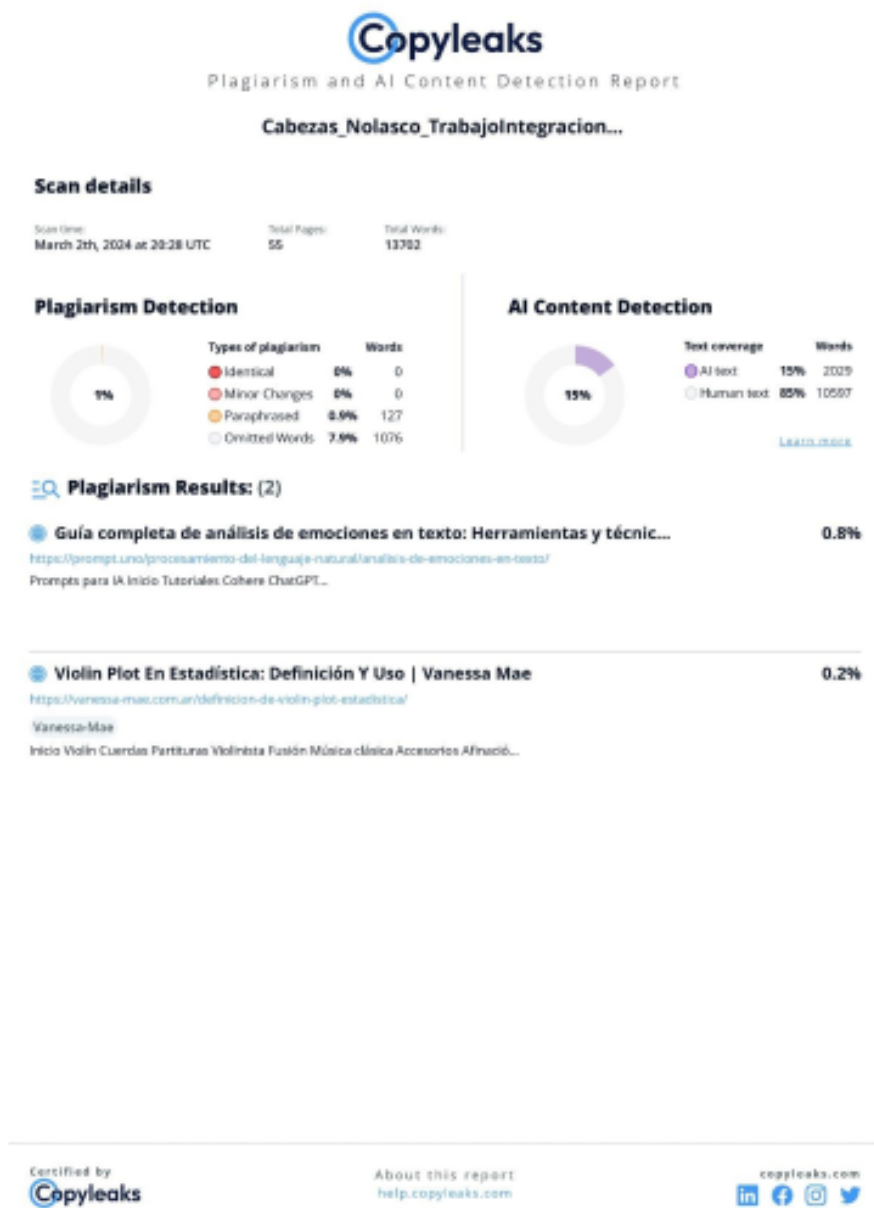 Copyleaks
Plagiarism and AI Content Detection Report
Cabezas_Nolasco_TrabajoIntegracion...
Scan details
Scan time: Total Pages: Total Words:
March 2th, 2024 at 20:28 UTC 55 13702
Plagiarism Detection AI Content Detection
Types of plagiarism Words Text coverage Words
Identical 0% 0 AI text 15% 2029
1% Minor Changes 0% 0 15% Human text 85% 10597
Paraphrased 0.9% 127
Omitted Words 7.9% 1076 Learn more
Plagiarism Results: (2)
Guía completa de análisis de emociones en texto: Herramientas y técnic... 0.8%
https://prompt.uno/procesamiento-del-lenguaje-natural/analisis-de-emociones-en-texto/
Prompts para IA Inicio Tutoriales Cohere ChatGPT...
Violin Plot En Estadística: Definición Y Uso | Vanessa Mae 0.2%
https://vanessa-mae.com.ar/definicion-de-violin-plot-estadistica/
Vanessa-Mae
Inicio Violín Cuerdas Partituras Violinista Fusión Música clásica Accesorios Afinació...
Certified by About this report copyleaks.com
Copyleaks help.copyleaks.com